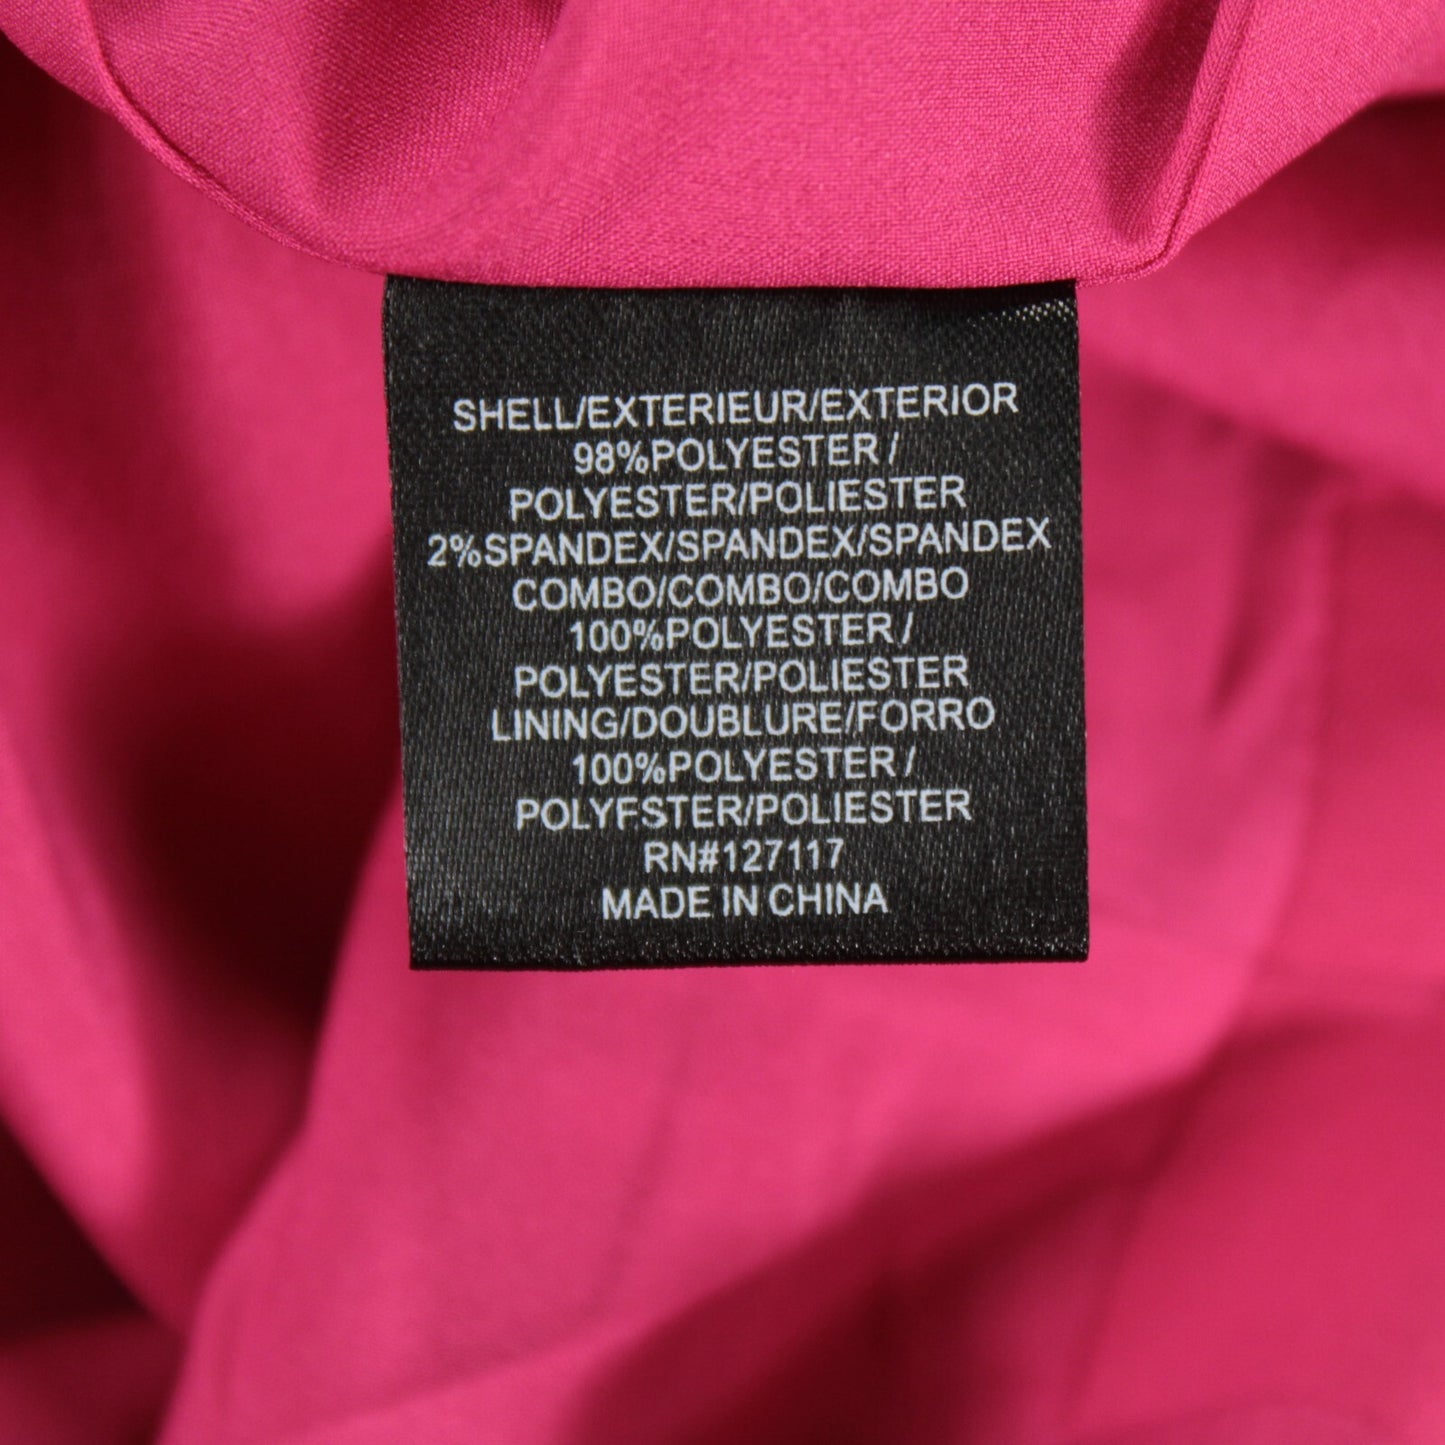 SHELL/EXTERIEUR/EXTERIOR
98%POLYESTER /
POLYESTER/POLIESTER
2%SPANDEX/SPANDEX/SPANDEX
COMBO/COMBO/COMBO
100%POLYESTER /
POLYESTER/POLIESTER
LINING/DOUBLURE/FORRO
100%POLYESTER /
POLYFSTER/POLIESTER
RN#127117
MADE IN CHINA